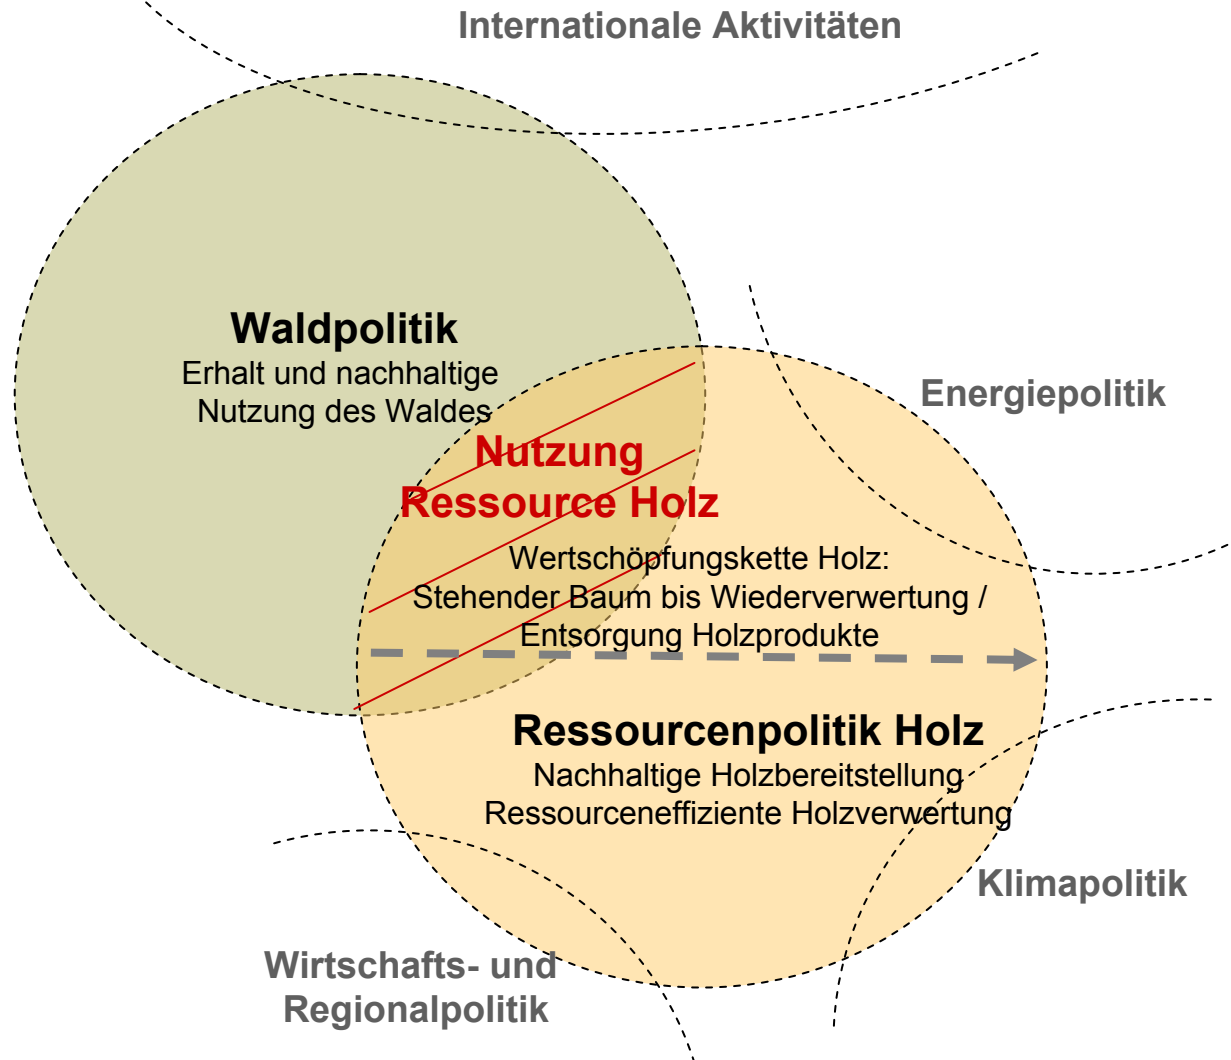 Internationale Aktivitäten
Waldpolitik
Erhalt und nachhaltige
Nutzung des Waldes
Energiepolitik
Nutzung
Ressource Holz
Wertschöpfungskette Holz:
Stehender Baum bis Wiederverwertung /
Entsorgung Holzprodukte
Ressourcenpolitik Holz
Nachhaltige Holzbereitstellung
Ressourceneffiziente Holzverwertung
Klimapolitik
Wirtschafts- und
Regionalpolitik